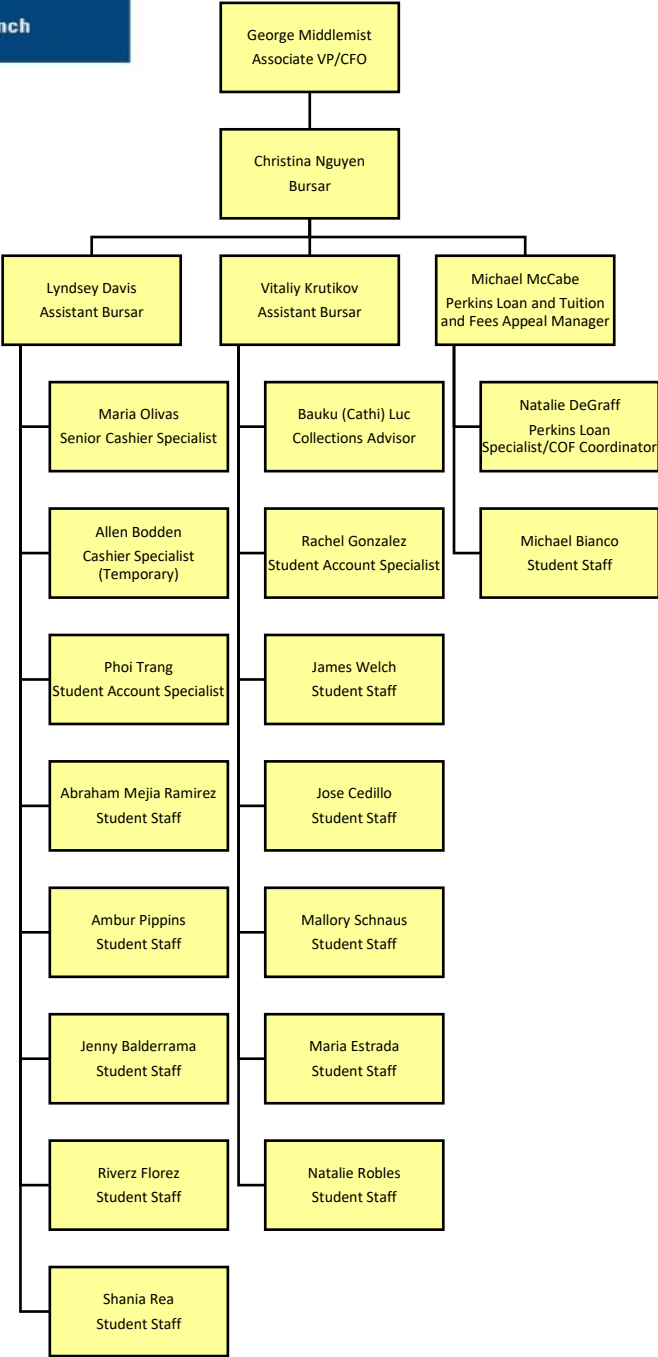 George Middlemist
Associate VP/CFO
Christina Nguyen
Bursar
Lyndsey Davis
Assistant Bursar
Vitaliy Krutikov
Assistant Bursar
Michael McCabe
Perkins Loan and Tuition
and Fees Appeal Manager
Maria Olivas
Senior Cashier Specialist
Bauku (Cathi) Luc
Collections Advisor
Natalie DeGraff
Perkins Loan
Specialist/COF Coordinator
Allen Bodden
Cashier Specialist
(Temporary)
Rachel Gonzalez
Student Account Specialist
Michael Bianco
Student Staff
Phoi Trang
Student Account Specialist
James Welch
Student Staff
Abraham Mejia Ramirez
Student Staff
Jose Cedillo
Student Staff
Ambur Pippins
Student Staff
Mallory Schnaus
Student Staff
Jenny Balderrama
Student Staff
Maria Estrada
Student Staff
Riverz Florez
Student Staff
Natalie Robles
Student Staff
Shania Rea
Student Staff